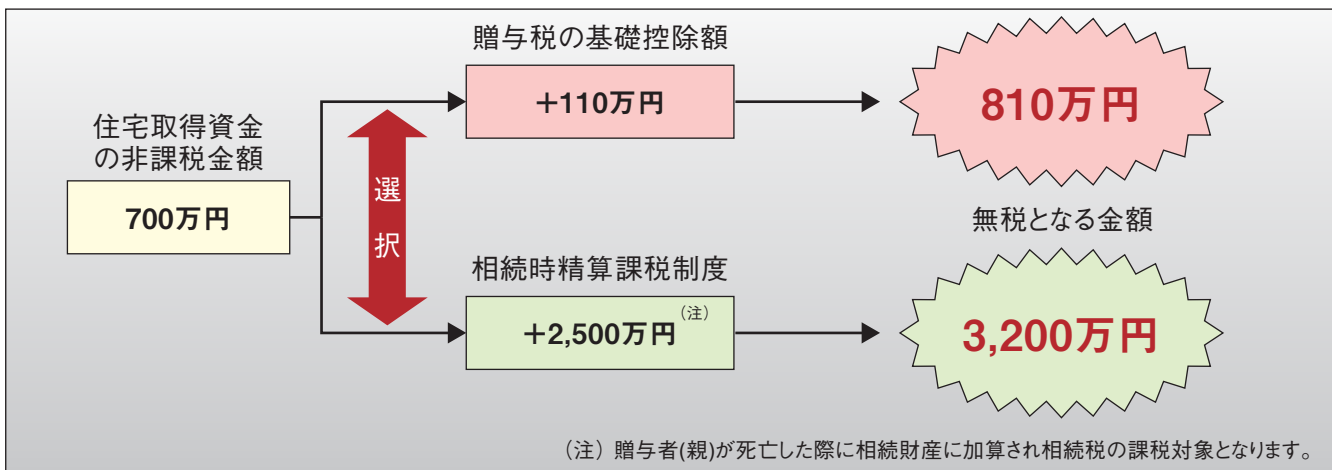 住宅取得資金
の非課税金額
700万円
選
択
贈与税の基礎控除額
+110万円
810万円
無税となる金額
相続時精算課税制度
+2,500万円(注)
3,200万円
(注) 贈与者(親)が死亡した際に相続財産に加算され相続税の課税対象となります。